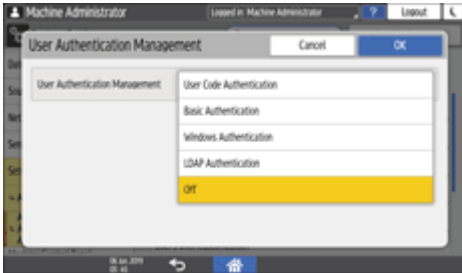 Machine Administrator
Logged in Machine Administrator
?
Logout
User Authentication Management
Cancel
OK
User Authentication Management
User Code Authentication
Basic Authentication
Windows Authentication
LDAP Authentication
Off